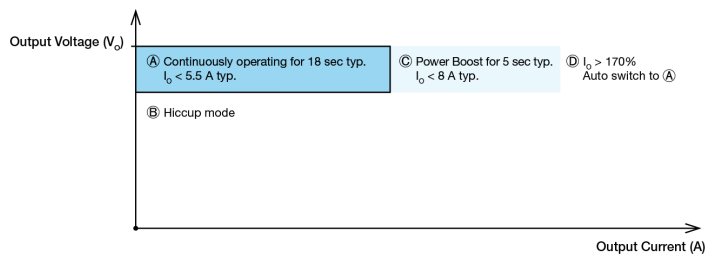 Output Voltage (Vo)
Ⓐ Continuously operating for 18 sec typ.
Io < 5.5 A typ.
Ⓒ Power Boost for 5 sec typ.
Io < 8 A typ.
Ⓓ Io > 170%
Auto switch to Ⓐ
Ⓑ Hiccup mode
Output Current (A)